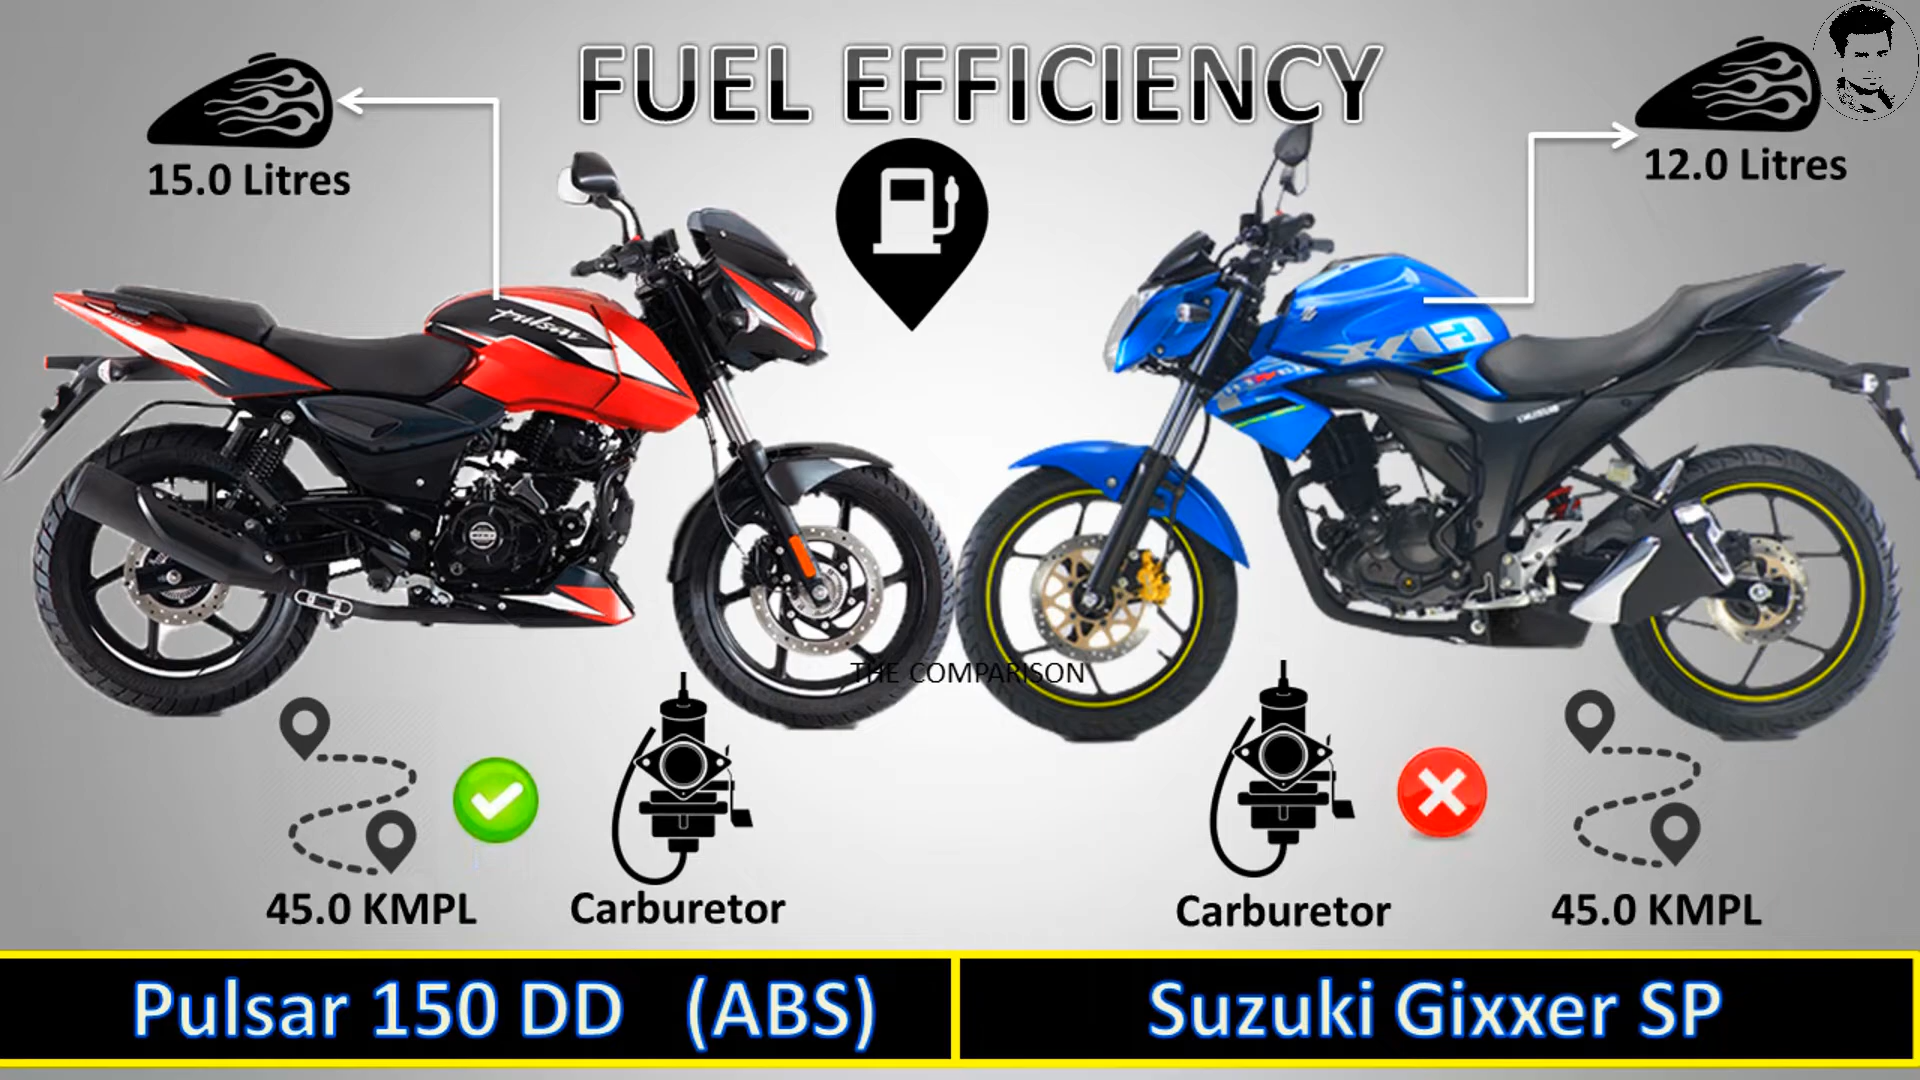 FUEL EFFICIENCY
15.0 Litres
12.0 Litres
pulsar
THE COMPARISON
45.0 KMPL
Carburetor
Carburetor
45.0 KMPL
Pulsar 150 DD (ABS)
Suzuki Gixxer SP